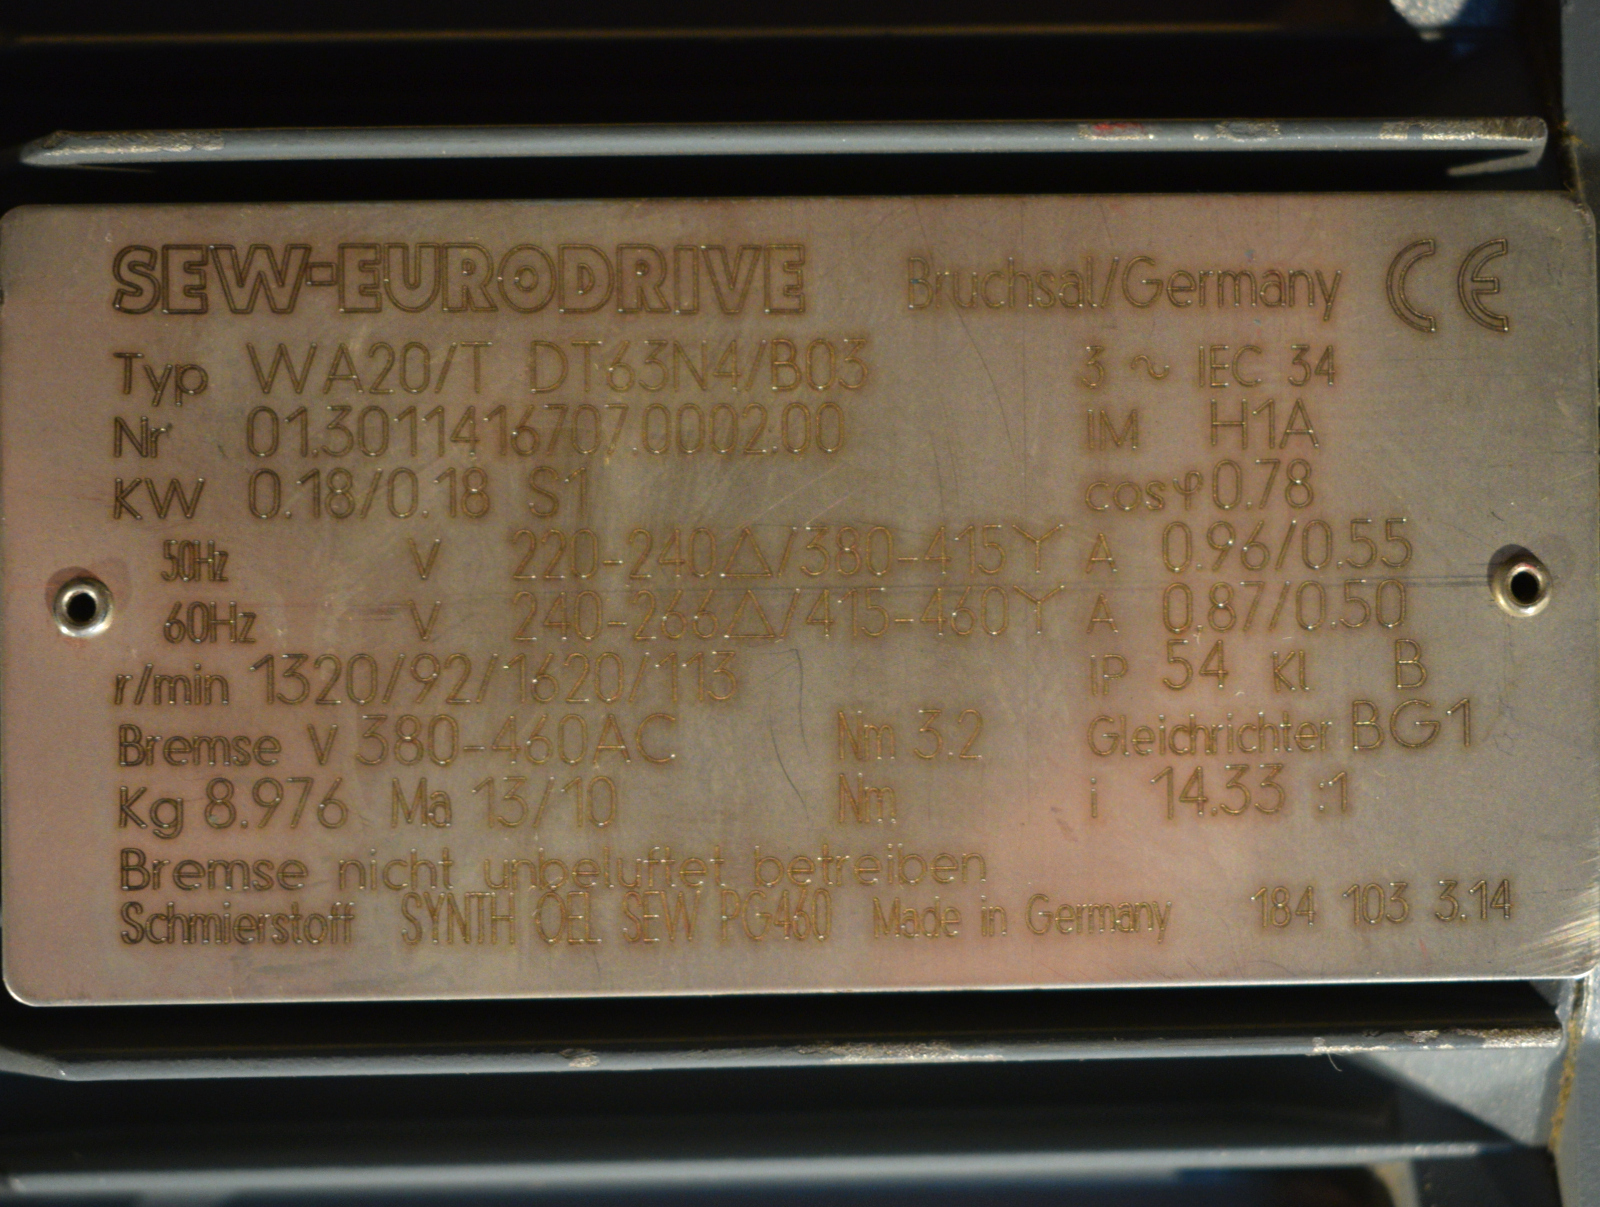 SEW-EURODRIVE Bruchsal/Germany CE
Typ WA20/T DT63N4/B03 3 ~ IEC 34
Nr 01.3011416707.0002.00 IM H1A
KW 0.18/0.18 S1 cosφ 0.78
50Hz V 220-240△/380-415Y A 0.96/0.55
60Hz V 240-266△/415-460Y A 0.87/0.50
r/min 1320/92/1620/113 IP 54 Kl B
Bremse V 380-460AC Nm 3.2 Gleichrichter BG1
Kg 8.976 Ma 13/10 Nm i 14.33 :1
Bremse nicht unbeluftet betreiben
Schmierstoff SYNTH OEL SEW PG460 Made in Germany 184 103 3.14